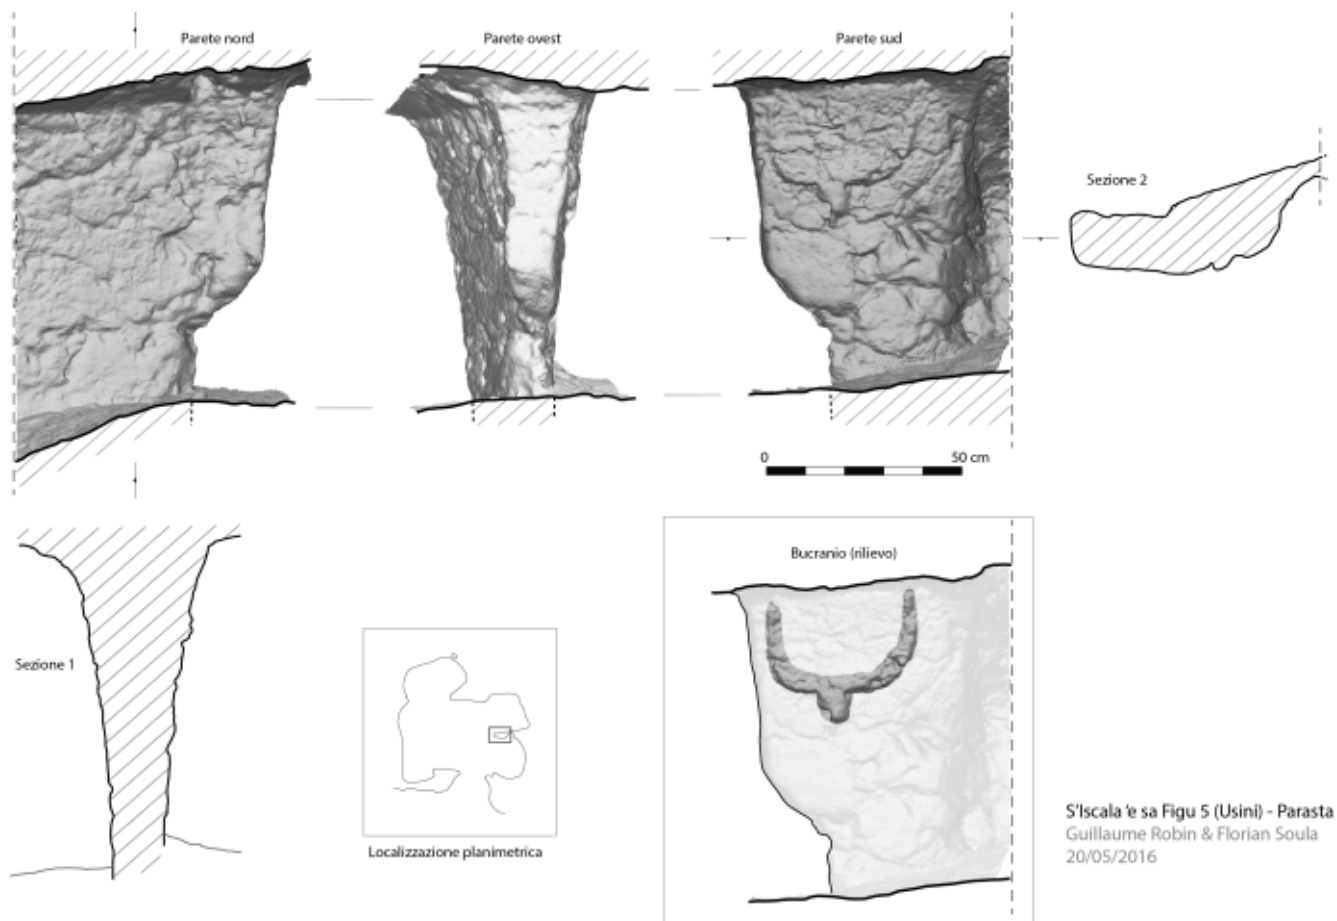 Parete nord
Parete ovest
Parete sud
Sezione 2
0 50 cm
Bucranio (rilievo)
Sezione 1
Localizzazione planimetrica
S'Iscala 'e sa Figu 5 (Usini) - Parasta
Guillaume Robin & Florian Soula
20/05/2016